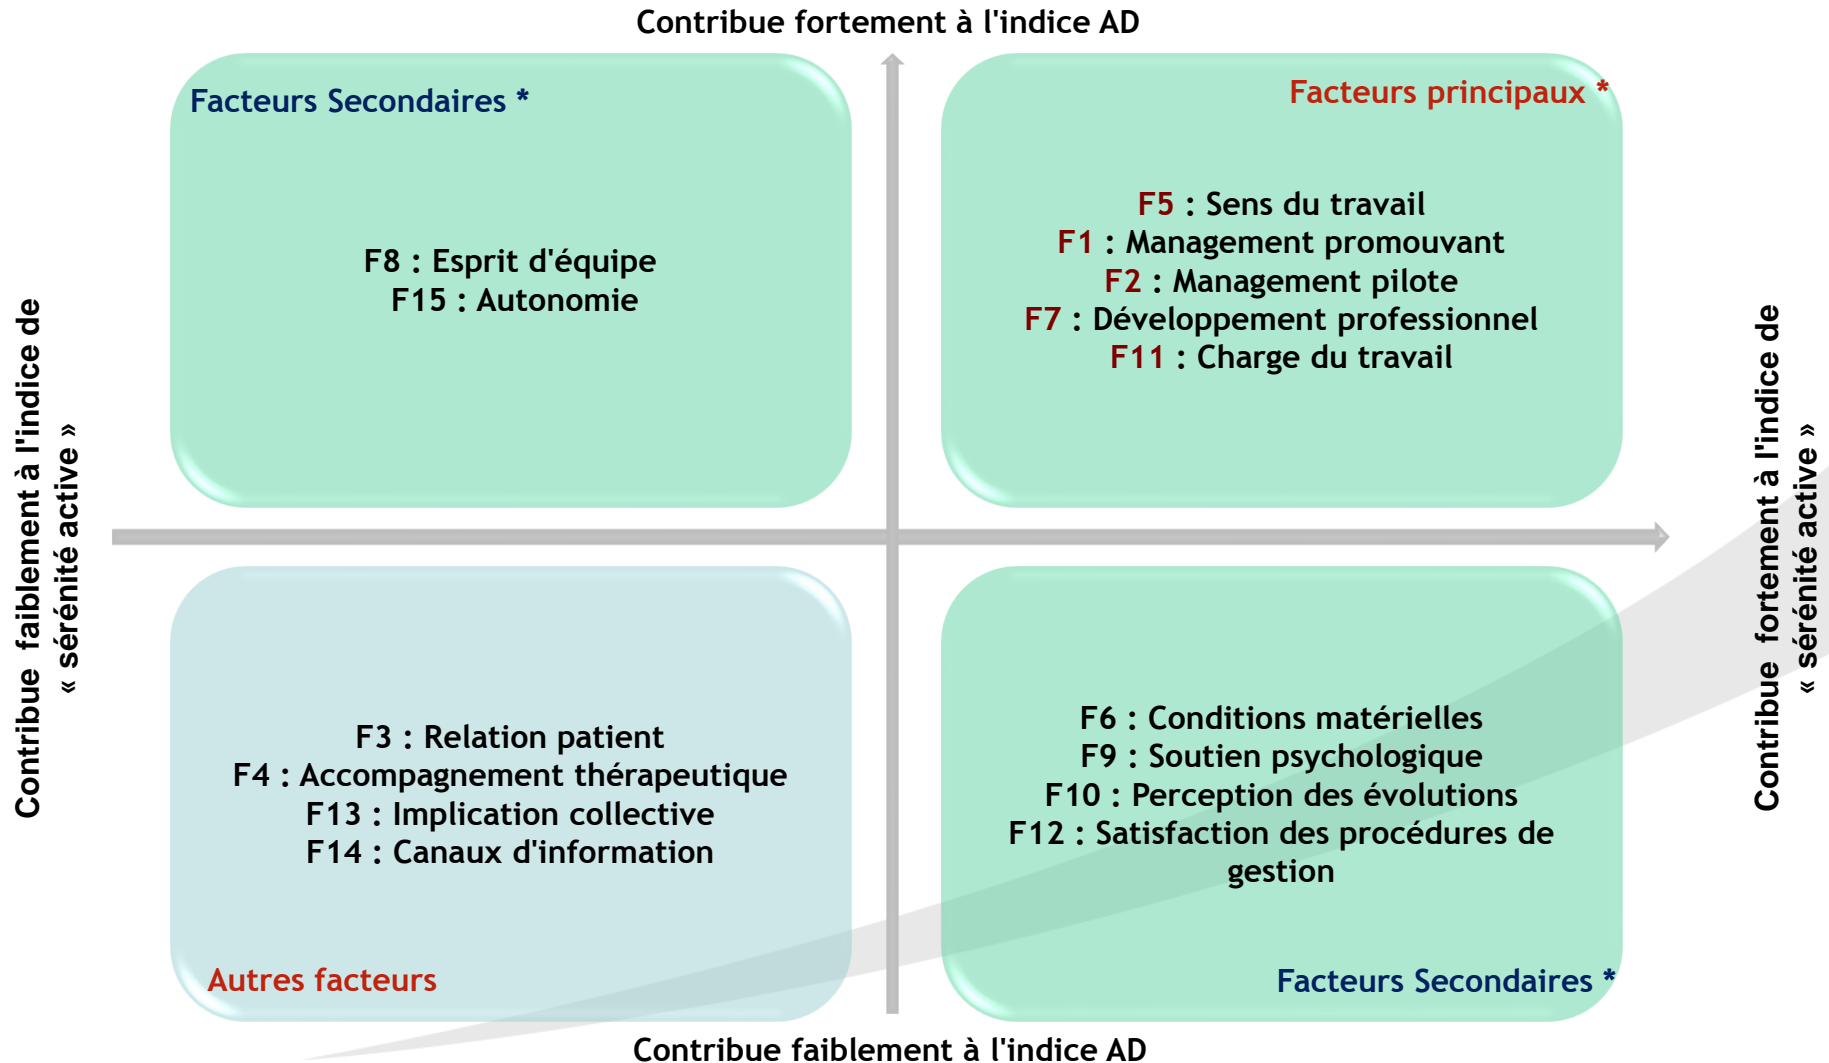 Contribue fortement à l'indice AD
Facteurs Secondaires *
F8 : Esprit d'équipe
F15 : Autonomie
Facteurs principaux *
F5 : Sens du travail
F1 : Management promouvant
F2 : Management pilote
F7 : Développement professionnel
F11 : Charge du travail
Contribue faiblement à l'indice de
« sérénité active »
Contribue fortement à l'indice de
« sérénité active »
F3 : Relation patient
F4 : Accompagnement thérapeutique
F13 : Implication collective
F14 : Canaux d'information
Autres facteurs
F6 : Conditions matérielles
F9 : Soutien psychologique
F10 : Perception des évolutions
F12 : Satisfaction des procédures de
gestion
Facteurs Secondaires *
Contribue faiblement à l'indice AD